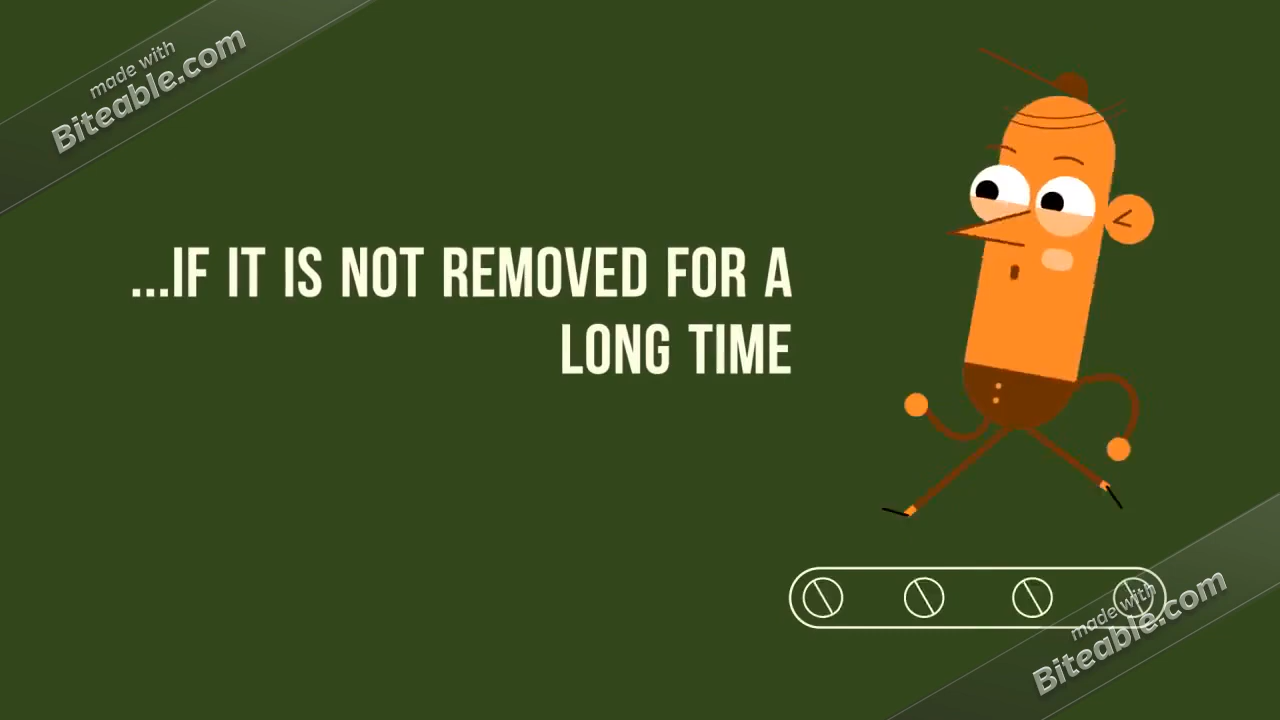 made with
Biteable.com
...IF IT IS NOT REMOVED FOR A
LONG TIME
made with
Biteable.com